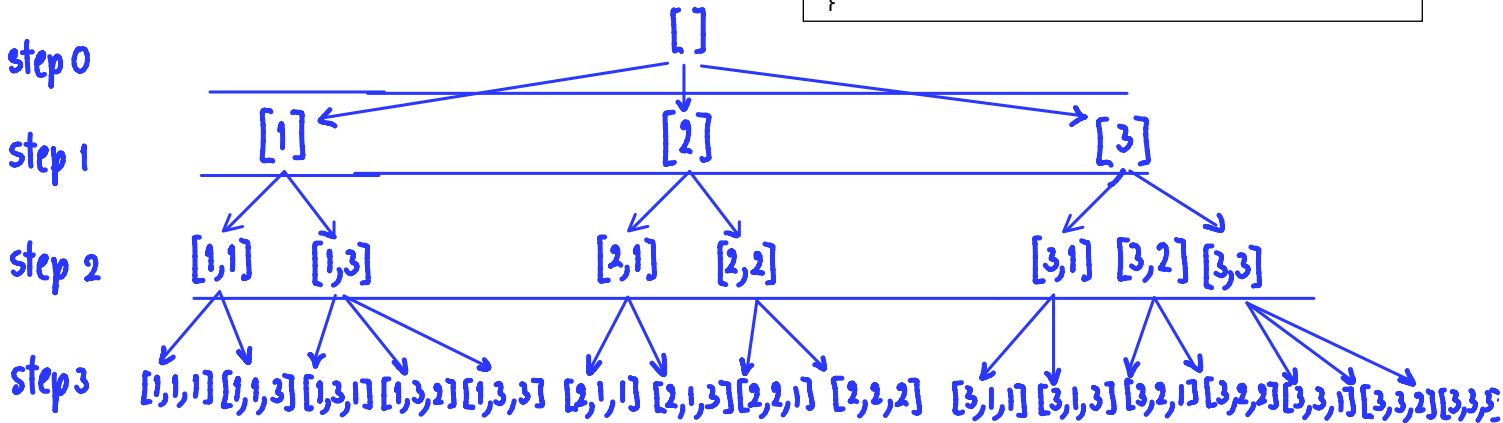 }
[ ]
step 0
[1] [2] [3]
step 1
[1,1] [1,3] [2,1] [2,2] [3,1] [3,2] [3,3]
step 2
step3 [1,1,1] [1,1,3] [1,3,1] [1,3,2] [1,3,3] [2,1,1] [2,1,3] [2,2,1] [2,2,2] [3,1,1] [3,1,3] [3,2,1] [3,2,2] [3,3,1] [3,3,2] [3,3,